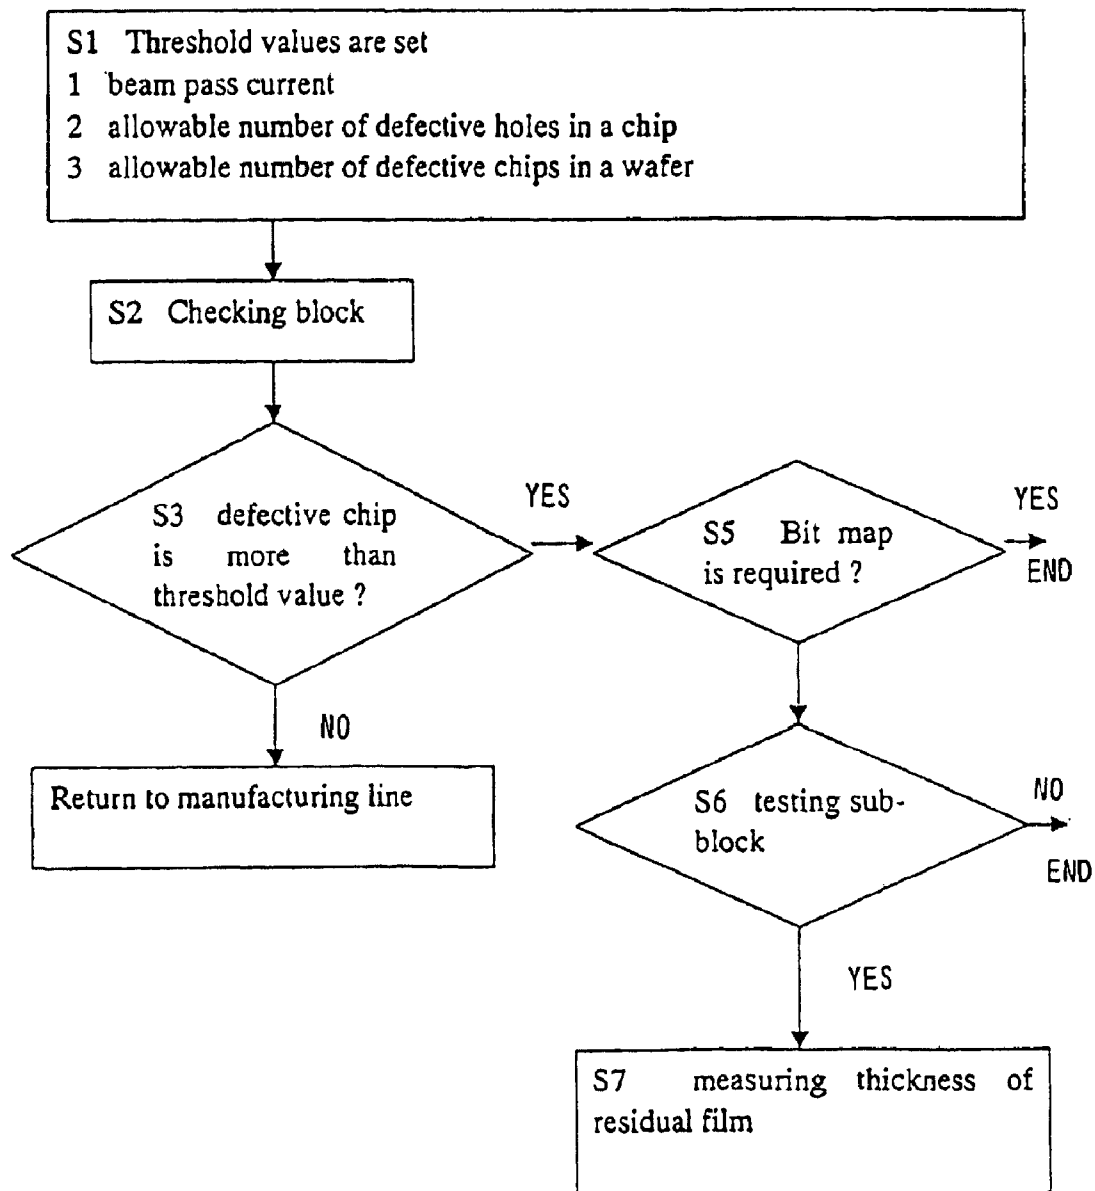 S1 Threshold values are set
1 beam pass current
2 allowable number of defective holes in a chip
3 allowable number of defective chips in a wafer
S2 Checking block
S3 defective chip
is more than
threshold value ?
YES
NO
Return to manufacturing line
S5 Bit map
is required ?
YES
END
S6 testing sub-
block
NO
END
YES
S7 measuring thickness of
residual film